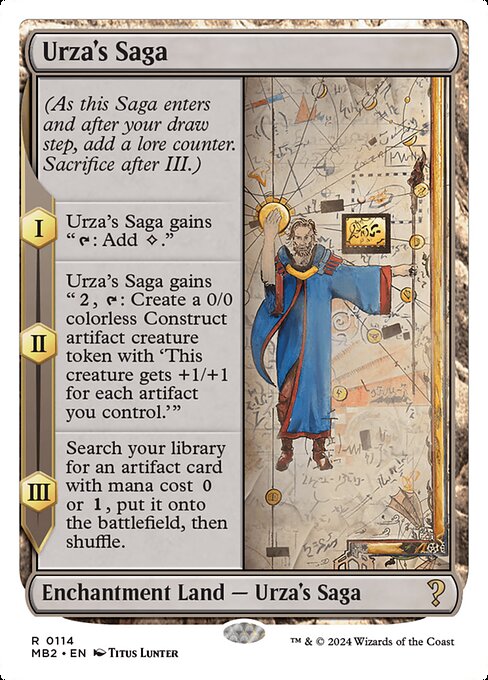 Urza's Saga
(As this Saga enters
and after your draw
step, add a lore counter.
Sacrifice after III.)
I
Urza's Saga gains
“ : Add .”
II
Urza's Saga gains
“ 2 , : Create a 0/0
colorless Construct
artifact creature
token with ‘This
creature gets +1/+1
for each artifact
you control.’”
III
Search your library
for an artifact card
with mana cost 0
or 1 , put it onto
the battlefield, then
shuffle.
Enchantment Land — Urza's Saga
R 0114
MB2 • EN Titus Lunter
™ & © 2024 Wizards of the Coast